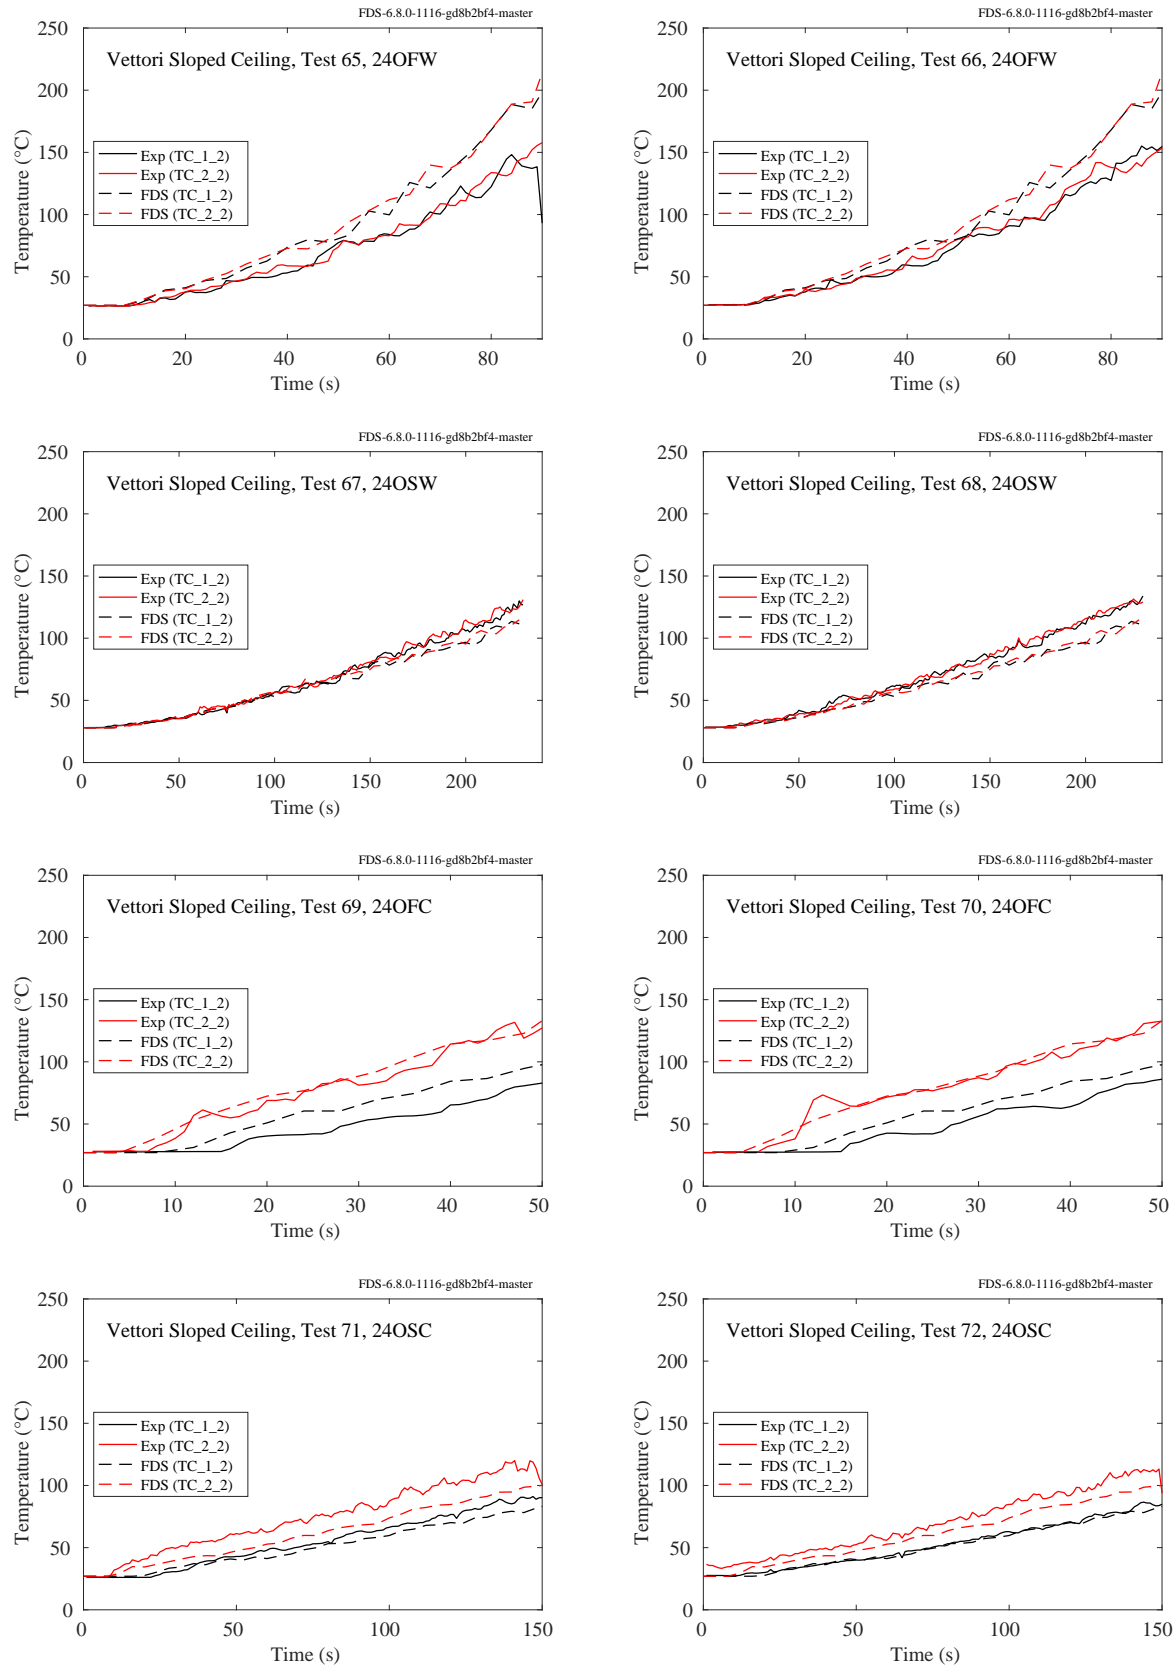 FDS-6.8.0-1116-gd8b2bf4-master
Vettori Sloped Ceiling, Test 65, 24OFW
Temperature (°C)
250
200
150
100
50
0
Exp (TC_1_2)
Exp (TC_2_2)
FDS (TC_1_2)
FDS (TC_2_2)
0 20 40 60 80
Time (s)
FDS-6.8.0-1116-gd8b2bf4-master
Vettori Sloped Ceiling, Test 66, 24OFW
Temperature (°C)
250
200
150
100
50
0
Exp (TC_1_2)
Exp (TC_2_2)
FDS (TC_1_2)
FDS (TC_2_2)
0 20 40 60 80
Time (s)
FDS-6.8.0-1116-gd8b2bf4-master
Vettori Sloped Ceiling, Test 67, 24OSW
Temperature (°C)
250
200
150
100
50
0
Exp (TC_1_2)
Exp (TC_2_2)
FDS (TC_1_2)
FDS (TC_2_2)
0 50 100 150 200
Time (s)
FDS-6.8.0-1116-gd8b2bf4-master
Vettori Sloped Ceiling, Test 68, 24OSW
Temperature (°C)
250
200
150
100
50
0
Exp (TC_1_2)
Exp (TC_2_2)
FDS (TC_1_2)
FDS (TC_2_2)
0 50 100 150 200
Time (s)
FDS-6.8.0-1116-gd8b2bf4-master
Vettori Sloped Ceiling, Test 69, 24OFC
Temperature (°C)
250
200
150
100
50
0
Exp (TC_1_2)
Exp (TC_2_2)
FDS (TC_1_2)
FDS (TC_2_2)
0 10 20 30 40 50
Time (s)
FDS-6.8.0-1116-gd8b2bf4-master
Vettori Sloped Ceiling, Test 70, 24OFC
Temperature (°C)
250
200
150
100
50
0
Exp (TC_1_2)
Exp (TC_2_2)
FDS (TC_1_2)
FDS (TC_2_2)
0 10 20 30 40 50
Time (s)
FDS-6.8.0-1116-gd8b2bf4-master
Vettori Sloped Ceiling, Test 71, 24OSC
Temperature (°C)
250
200
150
100
50
0
Exp (TC_1_2)
Exp (TC_2_2)
FDS (TC_1_2)
FDS (TC_2_2)
0 50 100 150
Time (s)
FDS-6.8.0-1116-gd8b2bf4-master
Vettori Sloped Ceiling, Test 72, 24OSC
Temperature (°C)
250
200
150
100
50
0
Exp (TC_1_2)
Exp (TC_2_2)
FDS (TC_1_2)
FDS (TC_2_2)
0 50 100 150
Time (s)